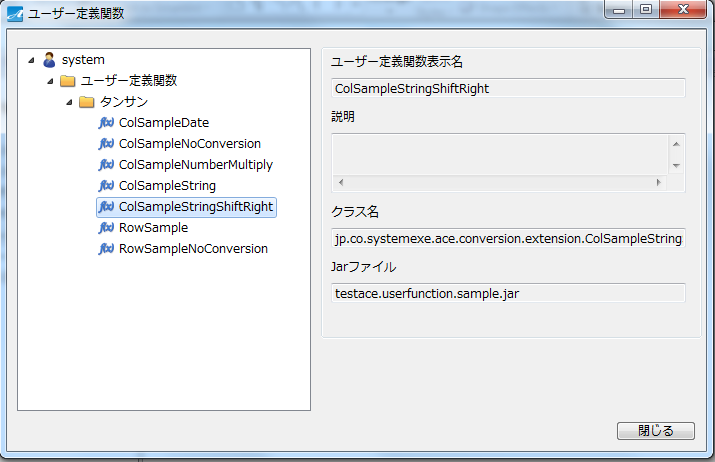 ユーザー定義関数
system
ユーザー定義関数
タンサン
ColSampleDate
ColSampleNoConversion
ColSampleNumberMultiply
ColSampleString
ColSampleStringShiftRight
RowSample
RowSampleNoConversion
ユーザー定義関数表示名
ColSampleStringShiftRight
説明
クラス名
jp.co.systemexe.ace.conversion.extension.ColSampleString
Jarファイル
testace.userfunction.sample.jar
閉じる